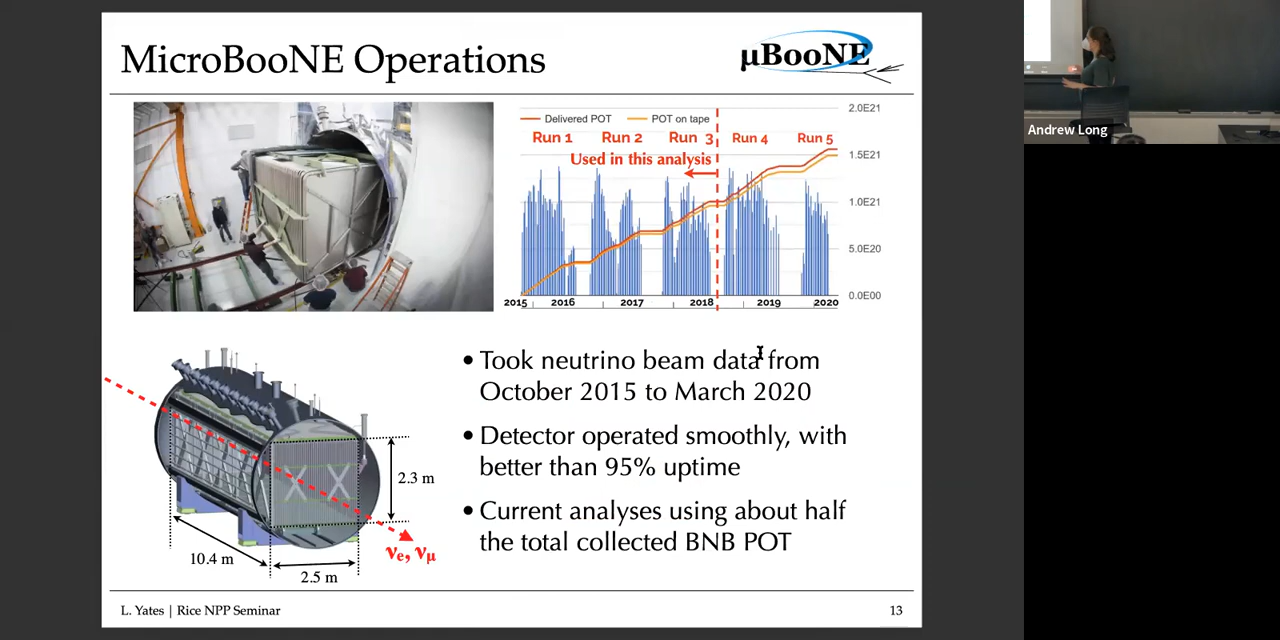 MicroBooNE Operations
µBooNE
Delivered POT
POT on tape
2.0E21
Run 1
Run 2
Run 3
Run 4
Run 5
Used in this analysis
1.5E21
1.0E21
5.0E20
0.0E00
2015
2016
2017
2018
2019
2020
• Took neutrino beam data from
October 2015 to March 2020
• Detector operated smoothly, with
better than 95% uptime
• Current analyses using about half
the total collected BNB POT
2.3 m
10.4 m
2.5 m
νe, νμ
L. Yates | Rice NPP Seminar
13
Andrew Long